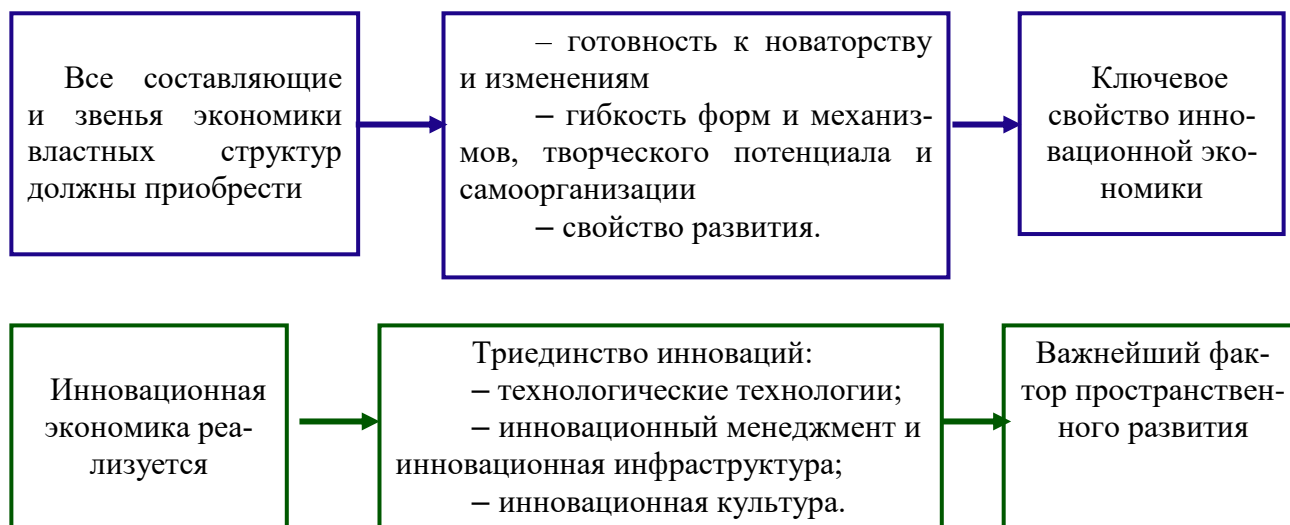 Все составляющие
и звенья экономики
властных структур
должны приобрести
– готовность к новаторству
и изменениям
– гибкость форм и механиз-
мов, творческого потенциала и
самоорганизации
– свойство развития.
Ключевое
свойство инно-
вационной эко-
номики
Инновационная
экономика реа-
лизуется
Триединство инноваций:
– технологические технологии;
– инновационный менеджмент и
инновационная инфраструктура;
– инновационная культура.
Важнейший фак-
тор пространствен-
ного развития